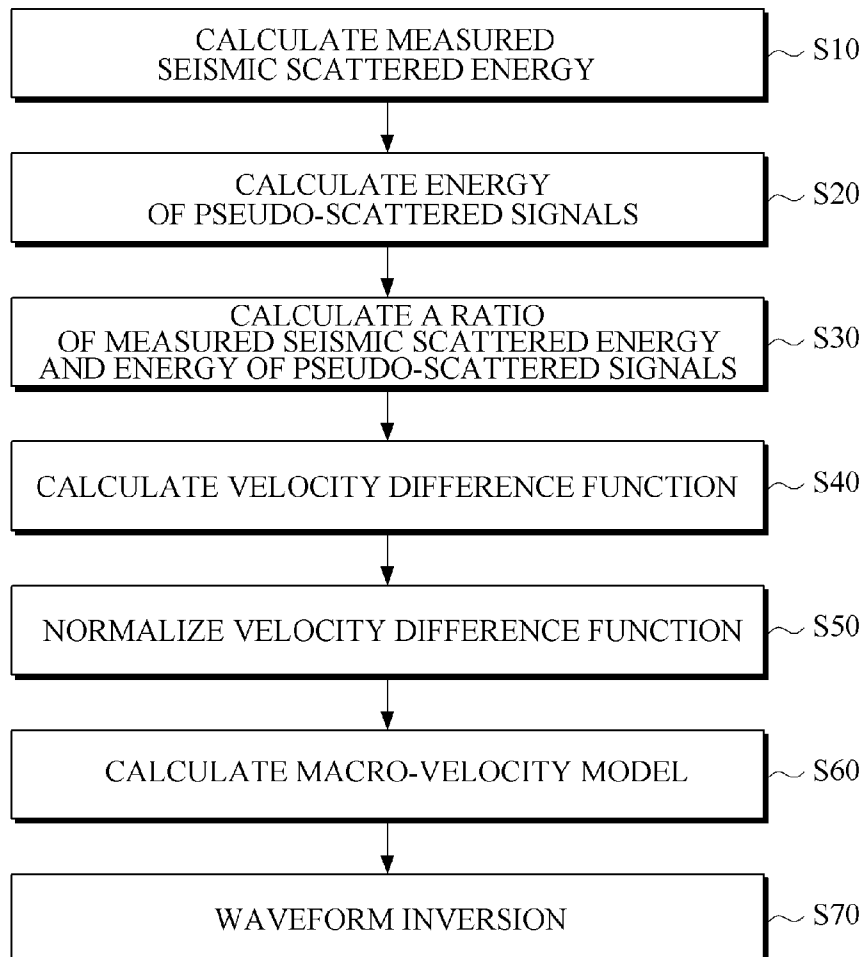 CALCULATE MEASURED
SEISMIC SCATTERED ENERGY
S10
CALCULATE ENERGY
OF PSEUDO-SCATTERED SIGNALS
S20
CALCULATE A RATIO
OF MEASURED SEISMIC SCATTERED ENERGY
AND ENERGY OF PSEUDO-SCATTERED SIGNALS
S30
CALCULATE VELOCITY DIFFERENCE FUNCTION
S40
NORMALIZE VELOCITY DIFFERENCE FUNCTION
S50
CALCULATE MACRO-VELOCITY MODEL
S60
WAVEFORM INVERSION
S70